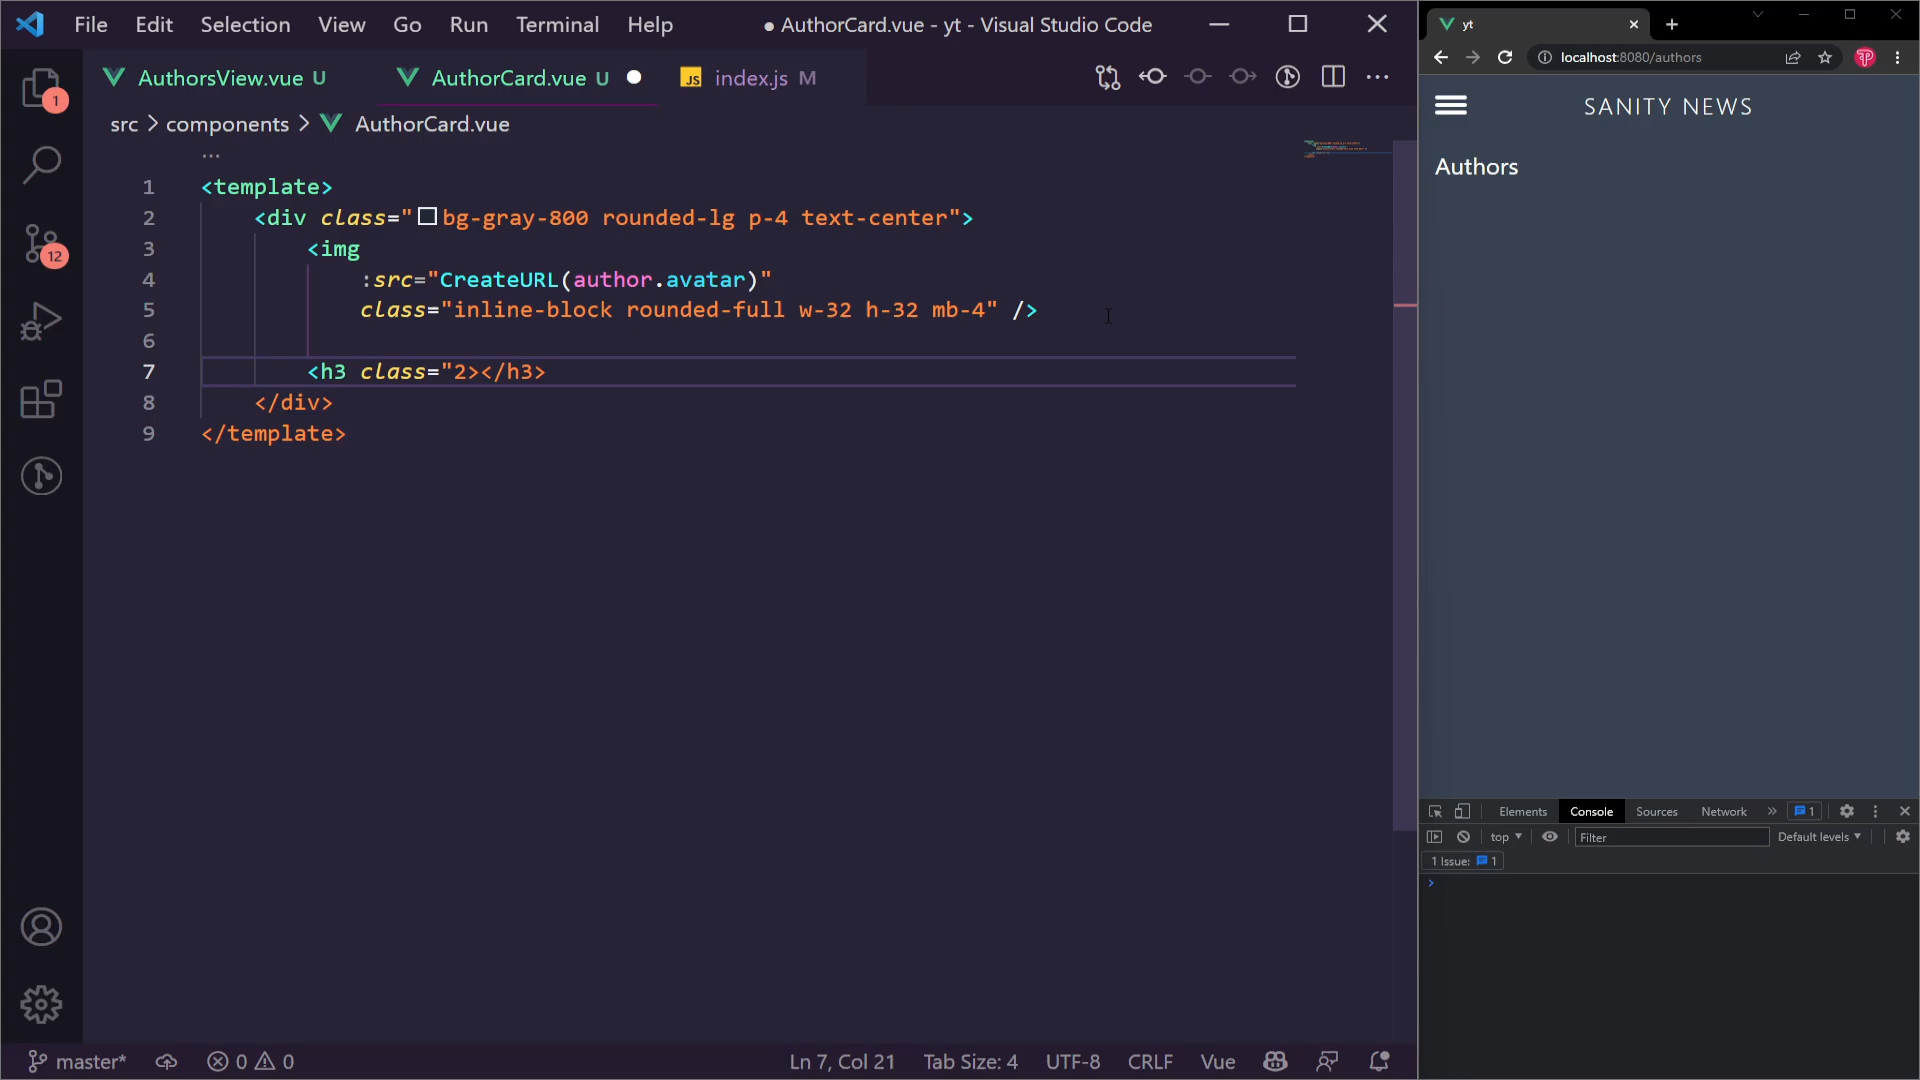 File Edit Selection View Go Run Terminal Help ● AuthorCard.vue - yt - Visual Studio Code
AuthorsView.vue U AuthorCard.vue U JS index.js M
src > components > AuthorCard.vue
...
1 <template>
2 <div class="bg-gray-800 rounded-lg p-4 text-center">
3 <img
4 :src="CreateURL(author.avatar)"
5 class="inline-block rounded-full w-32 h-32 mb-4" />
6
7 <h3 class="2></h3>
8 </div>
9 </template>
1
12
master* 0 0 Ln 7, Col 21 Tab Size: 4 UTF-8 CRLF Vue
yt
localhost:8080/authors
SANITY NEWS
Authors
Elements Console Sources Network » 1
top Filter Default levels
1 Issue: 1
›